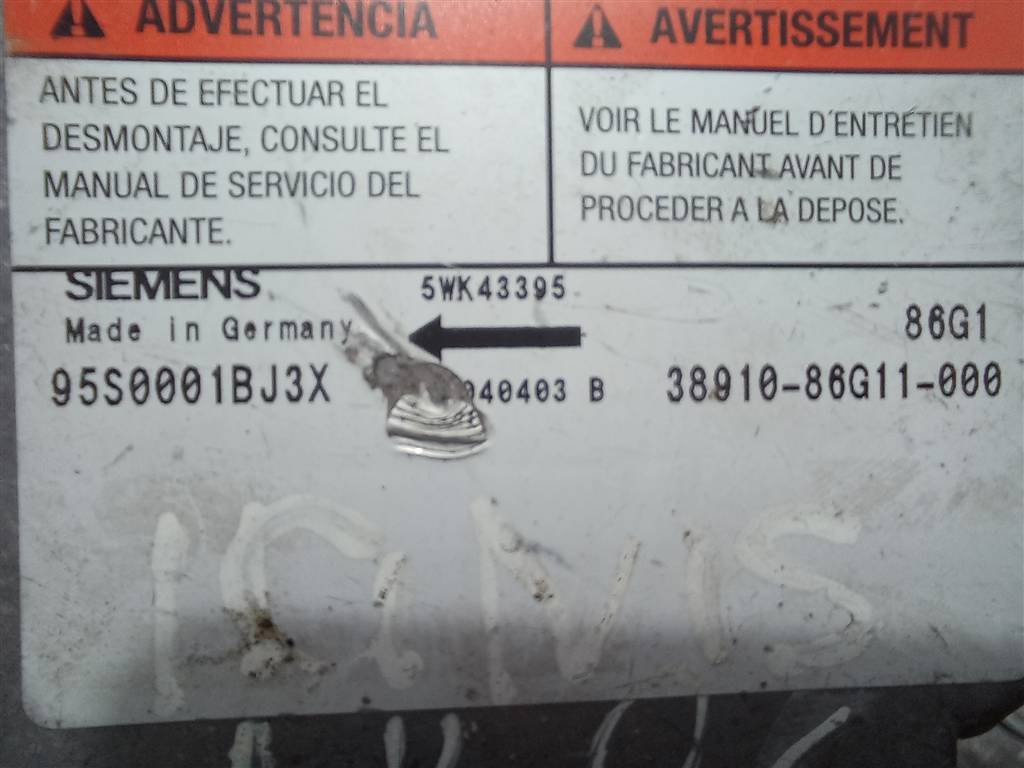 ADVERTENCIA
ANTES DE EFECTUAR EL
DESMONTAJE, CONSULTE EL
MANUAL DE SERVICIO DEL
FABRICANTE.
AVERTISSEMENT
VOIR LE MANUEL D'ENTRETIEN
DU FABRICANT AVANT DE
PROCEDER A LA DEPOSE.
SIEMENS 5WK43395
Made in Germany 86G1
95S0001BJ3X 040403 B 38910-86G11-000
IGNIS